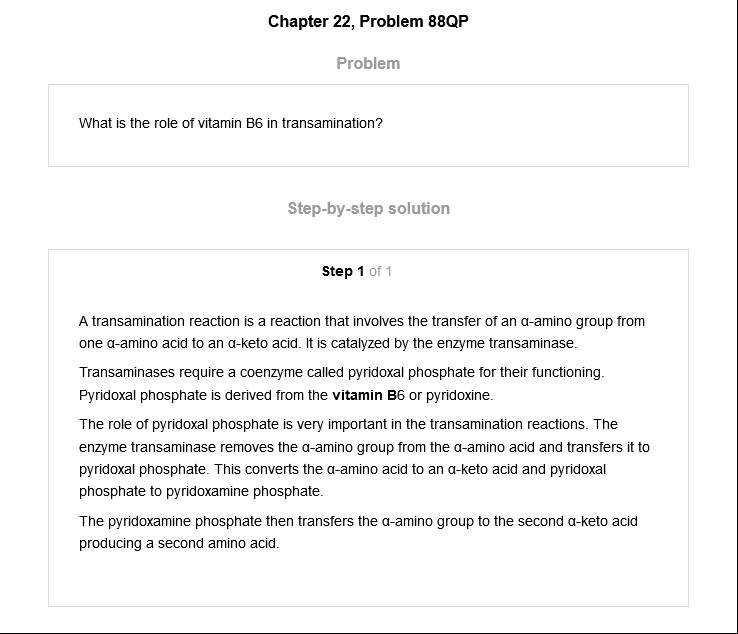 Chapter 22, Problem 88QP
Problem
What is the role of vitamin B6 in transamination?
Step-by-step solution
Step 1 of 1
A transamination reaction is a reaction that involves the transfer of an α-amino group from
one α-amino acid to an α-keto acid. It is catalyzed by the enzyme transaminase.
Transaminases require a coenzyme called pyridoxal phosphate for their functioning.
Pyridoxal phosphate is derived from the vitamin B6 or pyridoxine.
The role of pyridoxal phosphate is very important in the transamination reactions. The
enzyme transaminase removes the α-amino group from the α-amino acid and transfers it to
pyridoxal phosphate. This converts the α-amino acid to an α-keto acid and pyridoxal
phosphate to pyridoxamine phosphate.
The pyridoxamine phosphate then transfers the α-amino group to the second α-keto acid
producing a second amino acid.